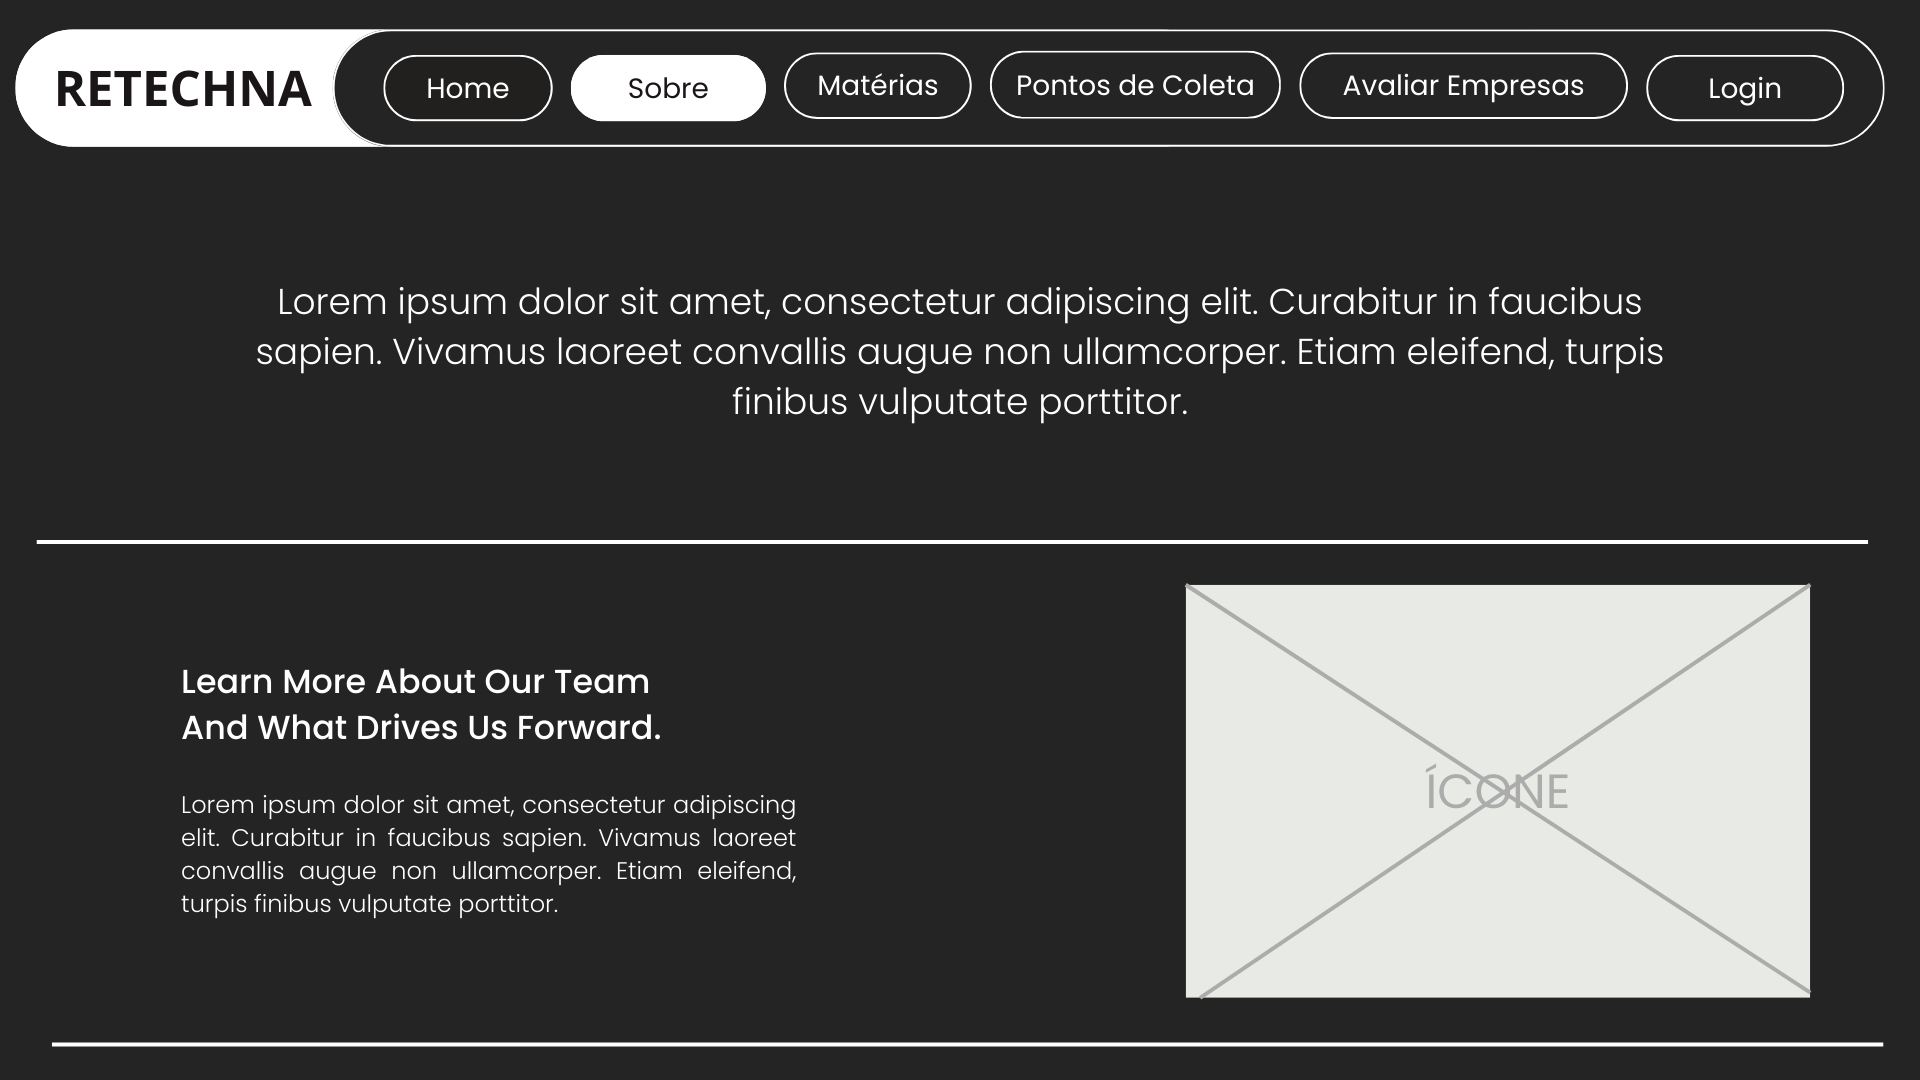 RETECHNA
Home
Sobre
Matérias
Pontos de Coleta
Avaliar Empresas
Login
Lorem ipsum dolor sit amet, consectetur adipiscing elit. Curabitur in faucibus
sapien. Vivamus laoreet convallis augue non ullamcorper. Etiam eleifend, turpis
finibus vulputate porttitor.
Learn More About Our Team
And What Drives Us Forward.
Lorem ipsum dolor sit amet, consectetur adipiscing
elit. Curabitur in faucibus sapien. Vivamus laoreet
convallis augue non ullamcorper. Etiam eleifend,
turpis finibus vulputate porttitor.
ÍCONE